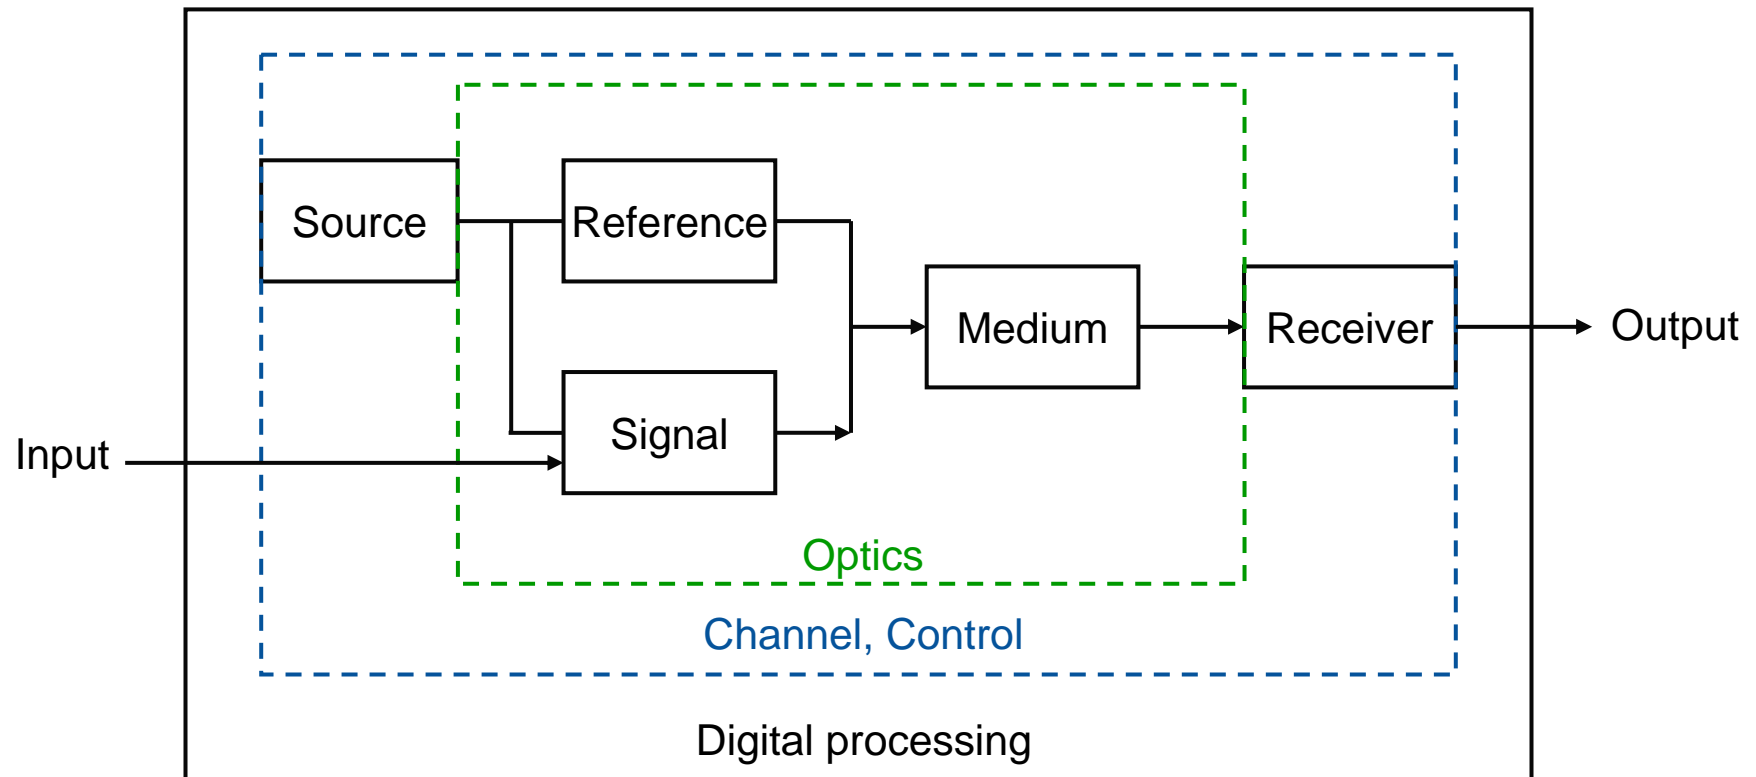 Source
Reference
Medium
Receiver
Output
Signal
Input
Optics
Channel, Control
Digital processing